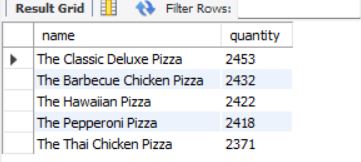 Result Grid Filter Rows:
name quantity
The Classic Deluxe Pizza 2453
The Barbecue Chicken Pizza 2432
The Hawaiian Pizza 2422
The Pepperoni Pizza 2418
The Thai Chicken Pizza 2371